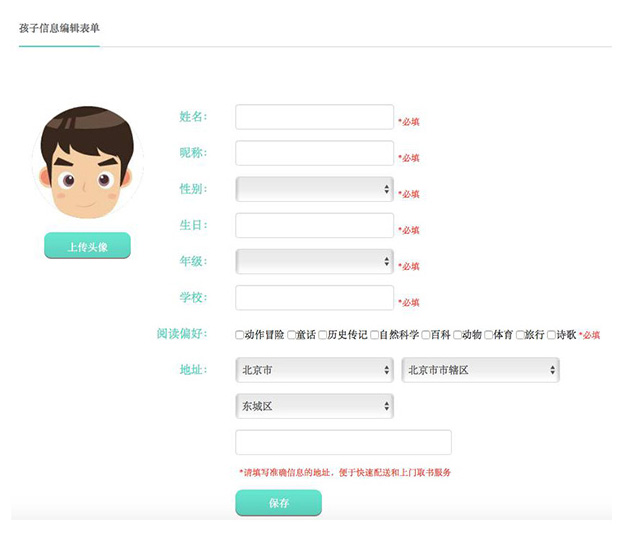 孩子信息编辑表单
姓名： *必填
昵称： *必填
性别： *必填
上传头像
生日： *必填
年级： *必填
学校： *必填
阅读偏好： 动作冒险 童话 历史传记 自然科学 百科 动物 体育 旅行 诗歌 *必填
地址： 北京市 北京市市辖区
东城区
*请填写准确信息的地址，便于快速配送和上门取书服务
保存